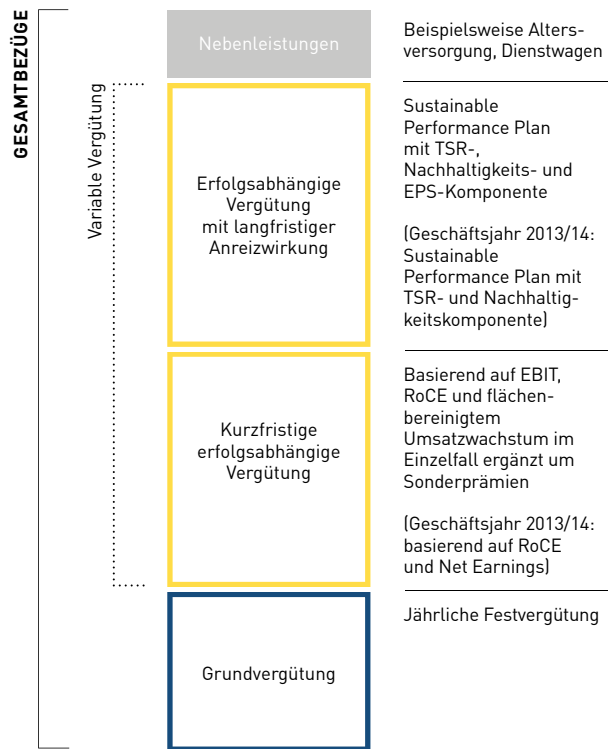 GESAMTBEZÜGE
Variable Vergütung
Nebenleistungen
Beispielsweise Alters-
versorgung, Dienstwagen
Erfolgsabhängige
Vergütung
mit langfristiger
Anreizwirkung
Sustainable
Performance Plan
mit TSR-,
Nachhaltigkeits- und
EPS-Komponente
(Geschäftsjahr 2013/14:
Sustainable
Performance Plan mit
TSR- und Nachhaltig-
keitskomponente)
Kurzfristige
erfolgsabhängige
Vergütung
Basierend auf EBIT,
RoCE und flächen-
bereinigtem
Umsatzwachstum im
Einzelfall ergänzt um
Sonderprämien
(Geschäftsjahr 2013/14:
basierend auf RoCE
und Net Earnings)
Grundvergütung
Jährliche Festvergütung